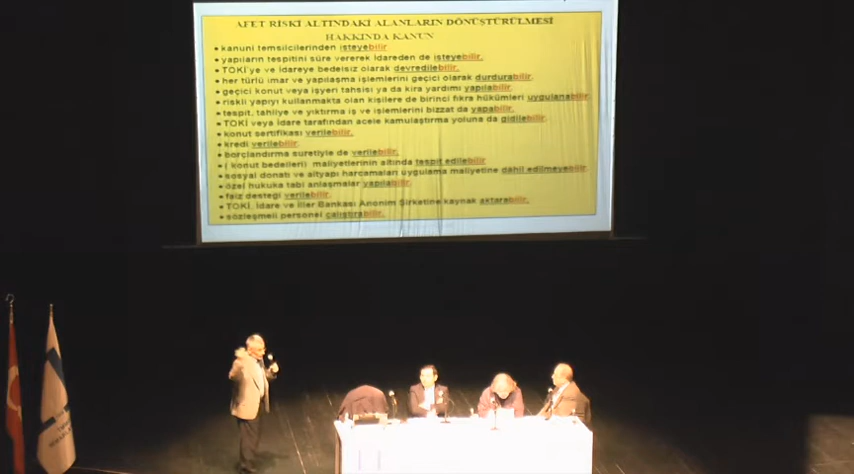 AFET RİSKİ ALTINDAKİ ALANLARIN DÖNÜŞTÜRÜLMESİ
HAKKINDA KANUN
• kanuni temsilcilerinden isteyebilir
• yapıların tespitini süre vererek İdareden de isteyebilir.
• TOKİ'ye ve İdareye bedelsiz olarak devredilebilir.
• her türlü imar ve yapılaşma işlemlerini geçici olarak durdurabilir.
• geçici konut veya işyeri tahsisi ya da kira yardımı yapılabilir.
• riskli yapıyı kullanmakta olan kişilere de birinci fıkra hükümleri uygulanabilir.
• tespit, tahliye ve yıktırma iş ve işlemlerini bizzat da yapabilir.
• TOKİ veya İdare tarafından acele kamulaştırma yoluna da gidilebilir.
• konut sertifikası verilebilir.
• kredi verilebilir.
• borçlandırma suretiyle de verilebilir.
• ( konut bedelleri) maliyetlerinin altında tespit edilebilir
• sosyal donatı ve altyapı harcamaları uygulama maliyetine dahil edilmeyebilir.
• özel hukuka tabi anlaşmalar yapılabilir.
• faiz desteği verilebilir.
• TOKİ, İdare ve İller Bankası Anonim Şirketine kaynak aktarabilir.
• sözleşmeli personel çalıştırabilir.